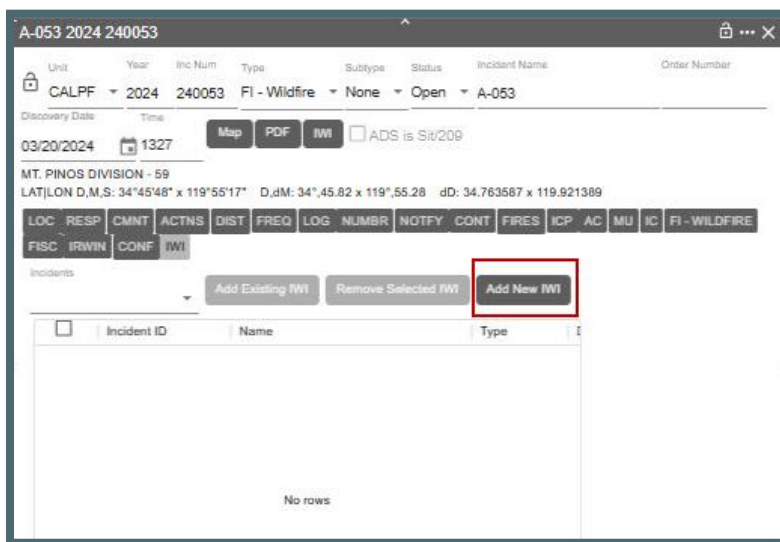 A-053 2024 240053
Unit Year Inc Num Type Subtype Status Incident Name Order Number
CALPF 2024 240053 FI - Wildfire None Open A-053
Discovery Date Time
03/20/2024 1327 Map PDF IWI ADS is Sit/209
MT. PINOS DIVISION - 59
LAT|LON D,M,S: 34°45'48" x 119°55'17" D,dM: 34°,45.82 x 119°,55.28 dD: 34.763587 x 119.921389
LOC RESP CMNT ACTNS DIST FREQ LOG NUMBR NOTFY CONT FIRES ICP AC MU IC FI - WILDFIRE
FISC IRWIN CONF IWI
Incidents
Add Existing IWI Remove Selected IWI Add New IWI
Incident ID Name Type
No rows